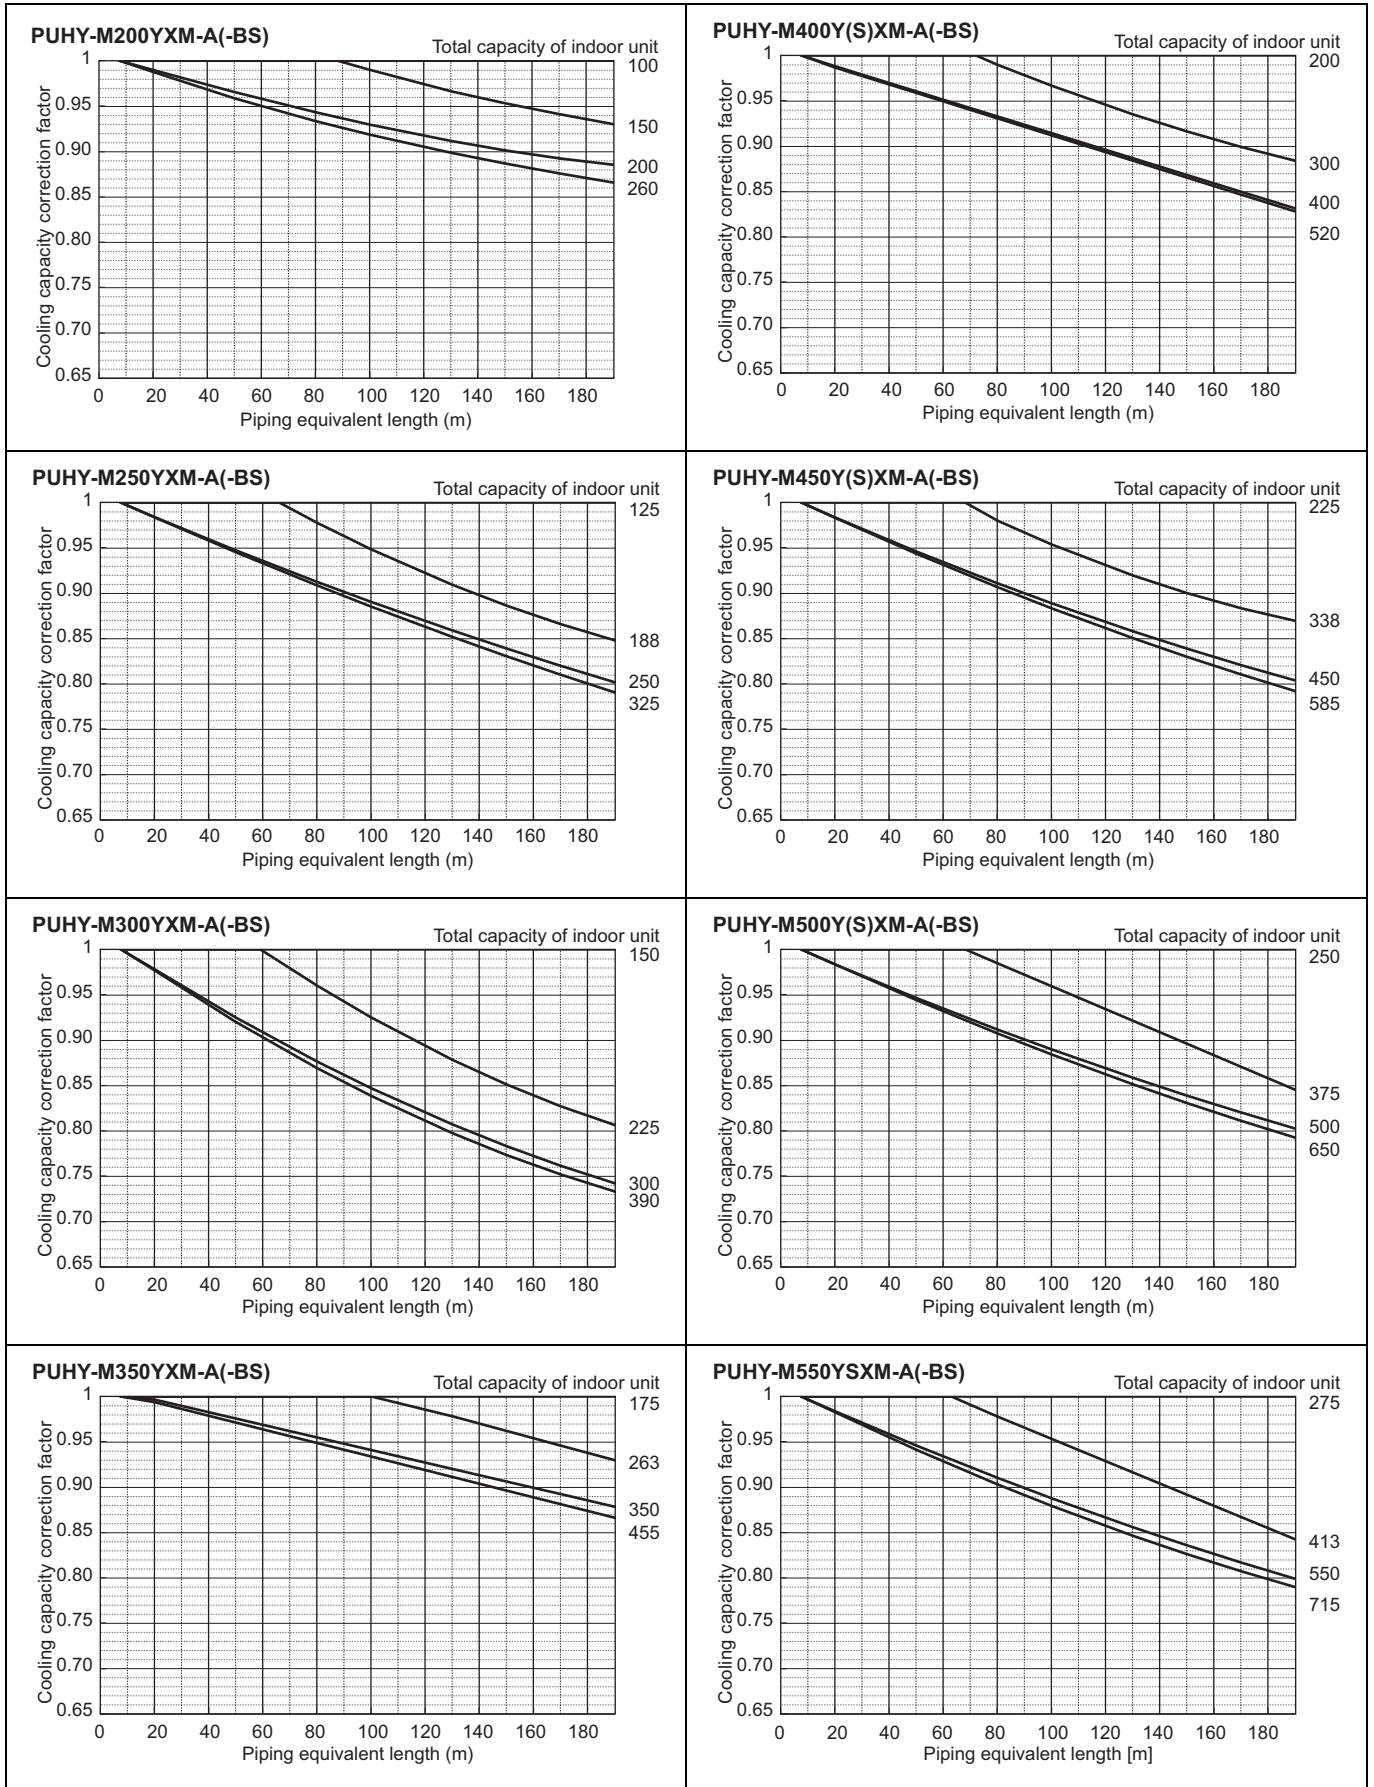 PUHY-M200YXM-A(-BS)
Total capacity of indoor unit
Cooling capacity correction factor
1
0.95
0.90
0.85
0.80
0.75
0.70
0.65
100
150
200
260
0 20 40 60 80 100 120 140 160 180
Piping equivalent length (m)
PUHY-M400Y(S)XM-A(-BS)
Total capacity of indoor unit
Cooling capacity correction factor
1
0.95
0.90
0.85
0.80
0.75
0.70
0.65
200
300
400
520
0 20 40 60 80 100 120 140 160 180
Piping equivalent length (m)
PUHY-M250YXM-A(-BS)
Total capacity of indoor unit
Cooling capacity correction factor
1
0.95
0.90
0.85
0.80
0.75
0.70
0.65
125
188
250
325
0 20 40 60 80 100 120 140 160 180
Piping equivalent length (m)
PUHY-M450Y(S)XM-A(-BS)
Total capacity of indoor unit
Cooling capacity correction factor
1
0.95
0.90
0.85
0.80
0.75
0.70
0.65
225
338
450
585
0 20 40 60 80 100 120 140 160 180
Piping equivalent length (m)
PUHY-M300YXM-A(-BS)
Total capacity of indoor unit
Cooling capacity correction factor
1
0.95
0.90
0.85
0.80
0.75
0.70
0.65
150
225
300
390
0 20 40 60 80 100 120 140 160 180
Piping equivalent length (m)
PUHY-M500Y(S)XM-A(-BS)
Total capacity of indoor unit
Cooling capacity correction factor
1
0.95
0.90
0.85
0.80
0.75
0.70
0.65
250
375
500
650
0 20 40 60 80 100 120 140 160 180
Piping equivalent length (m)
PUHY-M350YXM-A(-BS)
Total capacity of indoor unit
Cooling capacity correction factor
1
0.95
0.90
0.85
0.80
0.75
0.70
0.65
175
263
350
455
0 20 40 60 80 100 120 140 160 180
Piping equivalent length (m)
PUHY-M550YSXM-A(-BS)
Total capacity of indoor unit
Cooling capacity correction factor
1
0.95
0.90
0.85
0.80
0.75
0.70
0.65
275
413
550
715
0 20 40 60 80 100 120 140 160 180
Piping equivalent length [m]